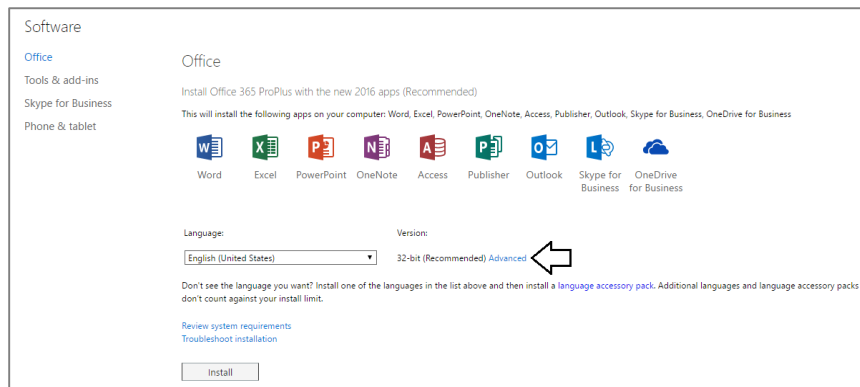 Software
Office
Tools & add-ins
Skype for Business
Phone & tablet
Office
Install Office 365 ProPlus with the new 2016 apps (Recommended)
This will install the following apps on your computer: Word, Excel, PowerPoint, OneNote, Access, Publisher, Outlook, Skype for Business, OneDrive for Business
Word Excel PowerPoint OneNote Access Publisher Outlook Skype for Business OneDrive for Business
Language: Version:
English (United States) 32-bit (Recommended) Advanced
Don't see the language you want? Install one of the languages in the list above and then install a language accessory pack. Additional languages and language accessory packs
don't count against your install limit.
Review system requirements
Troubleshoot installation
Install